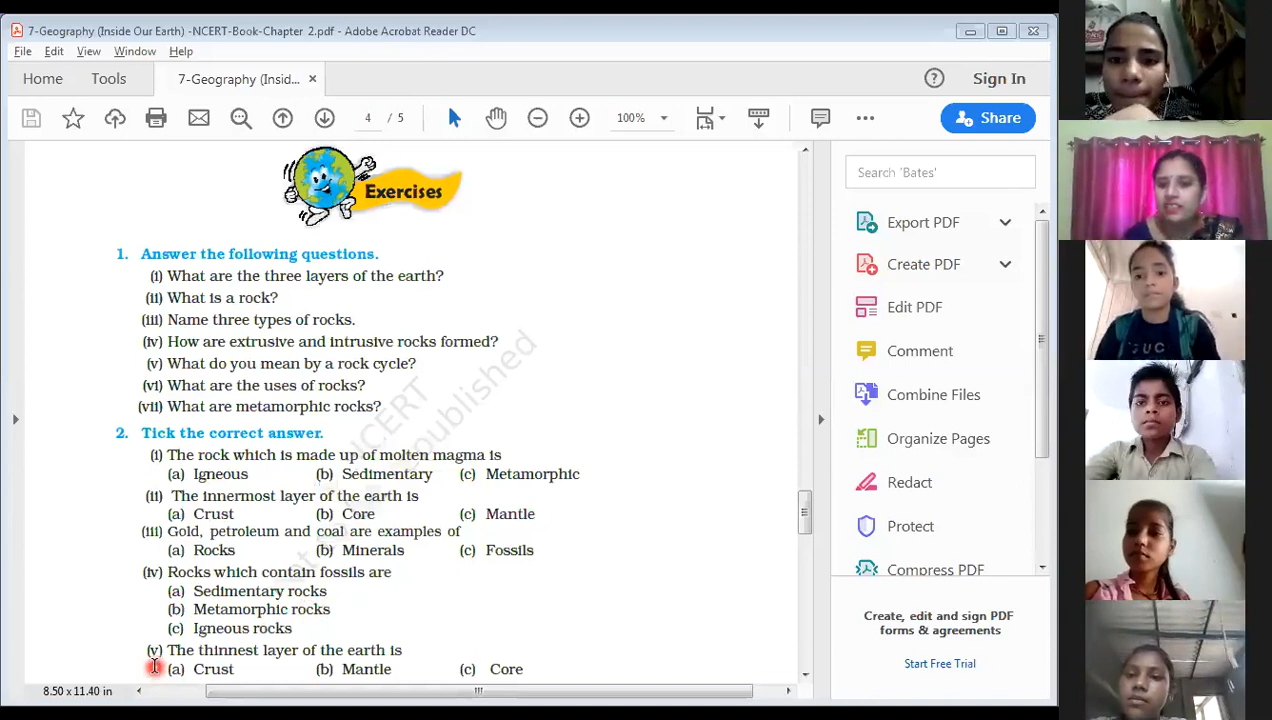 7-Geography (Inside Our Earth) -NCERT-Book-Chapter 2.pdf - Adobe Acrobat Reader DC
File Edit View Window Help
Home Tools 7-Geography (Insid... × Sign In
4 / 5 100% Share
Exercises
Search 'Bates'
Export PDF
Create PDF
Edit PDF
Comment
Combine Files
Organize Pages
Redact
Protect
Compress PDF
Create, edit and sign PDF
forms & agreements
Start Free Trial
1. Answer the following questions.
(i) What are the three layers of the earth?
(ii) What is a rock?
(iii) Name three types of rocks.
(iv) How are extrusive and intrusive rocks formed?
(v) What do you mean by a rock cycle?
(vi) What are the uses of rocks?
(vii) What are metamorphic rocks?
2. Tick the correct answer.
(i) The rock which is made up of molten magma is
(a) Igneous (b) Sedimentary (c) Metamorphic
(ii) The innermost layer of the earth is
(a) Crust (b) Core (c) Mantle
(iii) Gold, petroleum and coal are examples of
(a) Rocks (b) Minerals (c) Fossils
(iv) Rocks which contain fossils are
(a) Sedimentary rocks
(b) Metamorphic rocks
(c) Igneous rocks
(v) The thinnest layer of the earth is
(a) Crust (b) Mantle (c) Core
NCERT
published
8.50 x 11.40 in